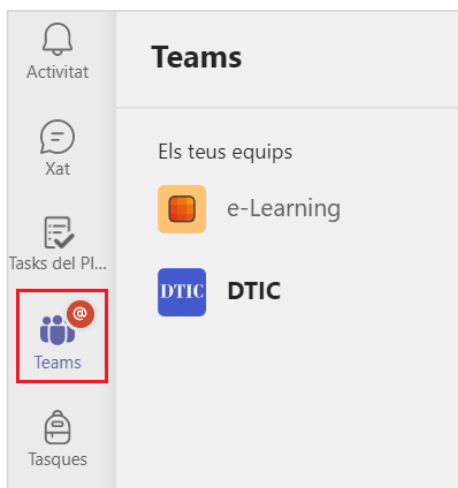 Activitat
Xat
Tasks del Pl...
@
Teams
Tasques
Teams
Els teus equips
e-Learning
DTIC
DTIC